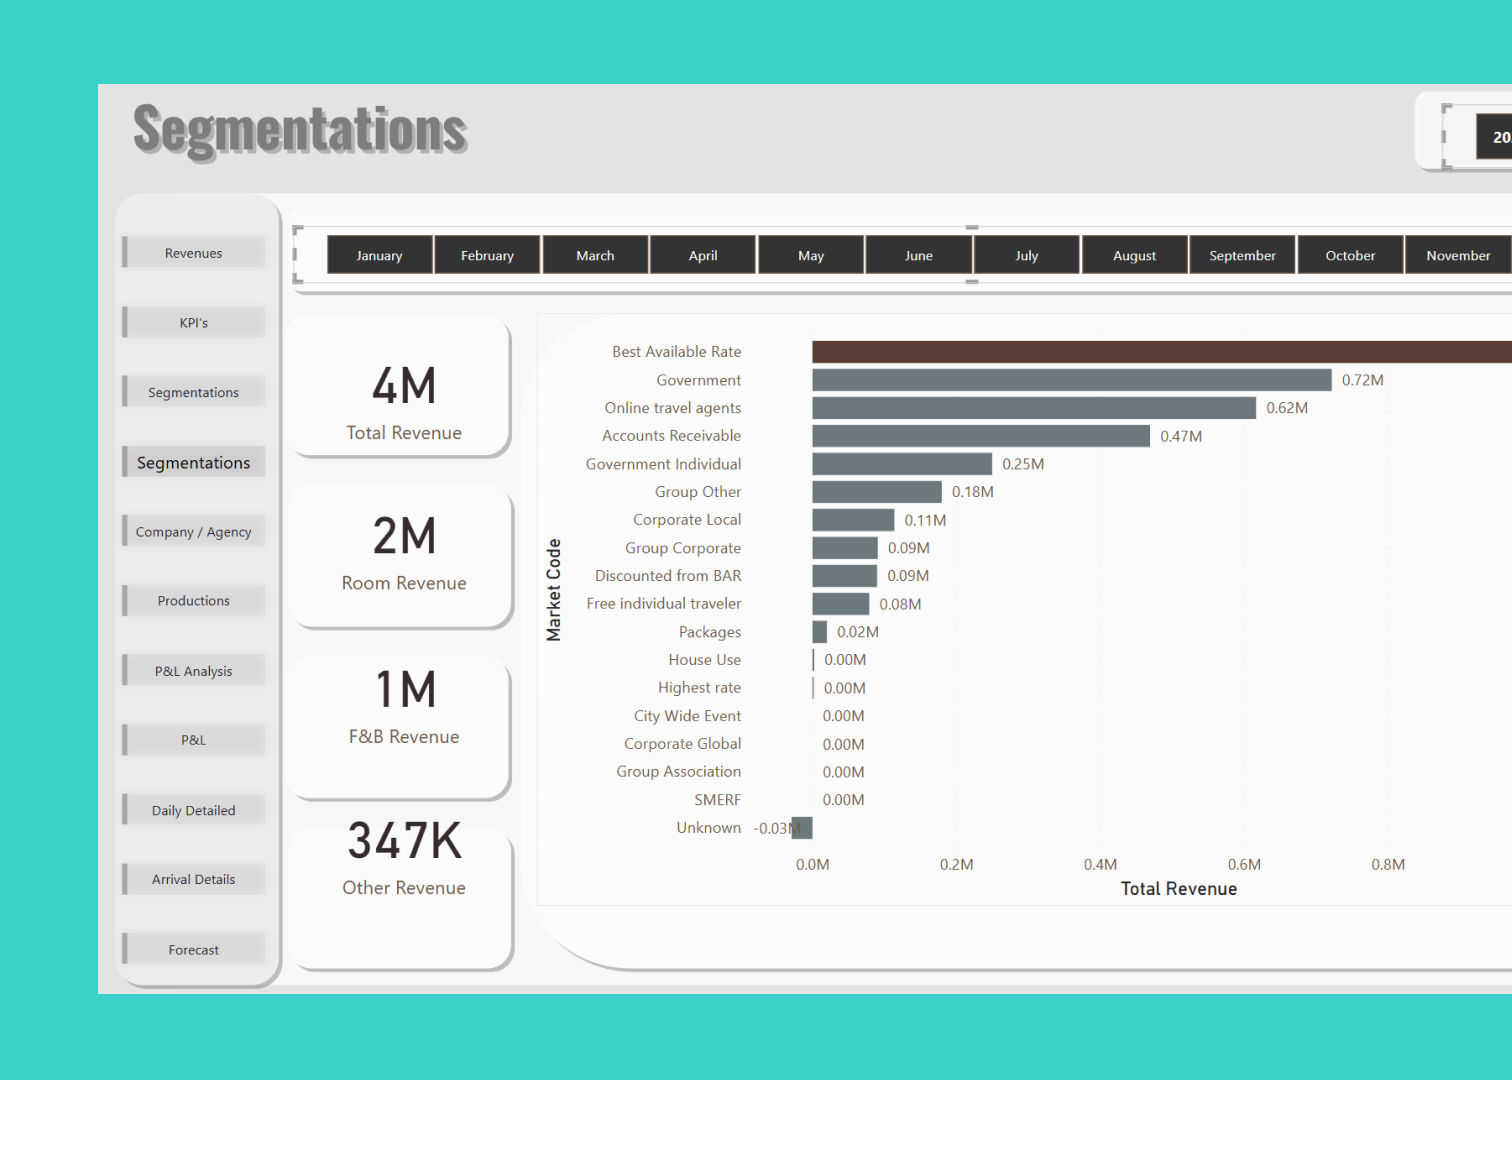 Segmentations
20
January February March April May June July August September October November
Revenues
KPI's
Segmentations
Segmentations
Company / Agency
Productions
P&L Analysis
P&L
Daily Detailed
Arrival Details
Forecast
4M
Total Revenue
2M
Room Revenue
1M
F&B Revenue
347K
Other Revenue
Market Code
Best Available Rate
Government 0.72M
Online travel agents 0.62M
Accounts Receivable 0.47M
Government Individual 0.25M
Group Other 0.18M
Corporate Local 0.11M
Group Corporate 0.09M
Discounted from BAR 0.09M
Free individual traveler 0.08M
Packages 0.02M
House Use 0.00M
Highest rate 0.00M
City Wide Event 0.00M
Corporate Global 0.00M
Group Association 0.00M
SMERF 0.00M
Unknown -0.03M
0.0M 0.2M 0.4M 0.6M 0.8M
Total Revenue